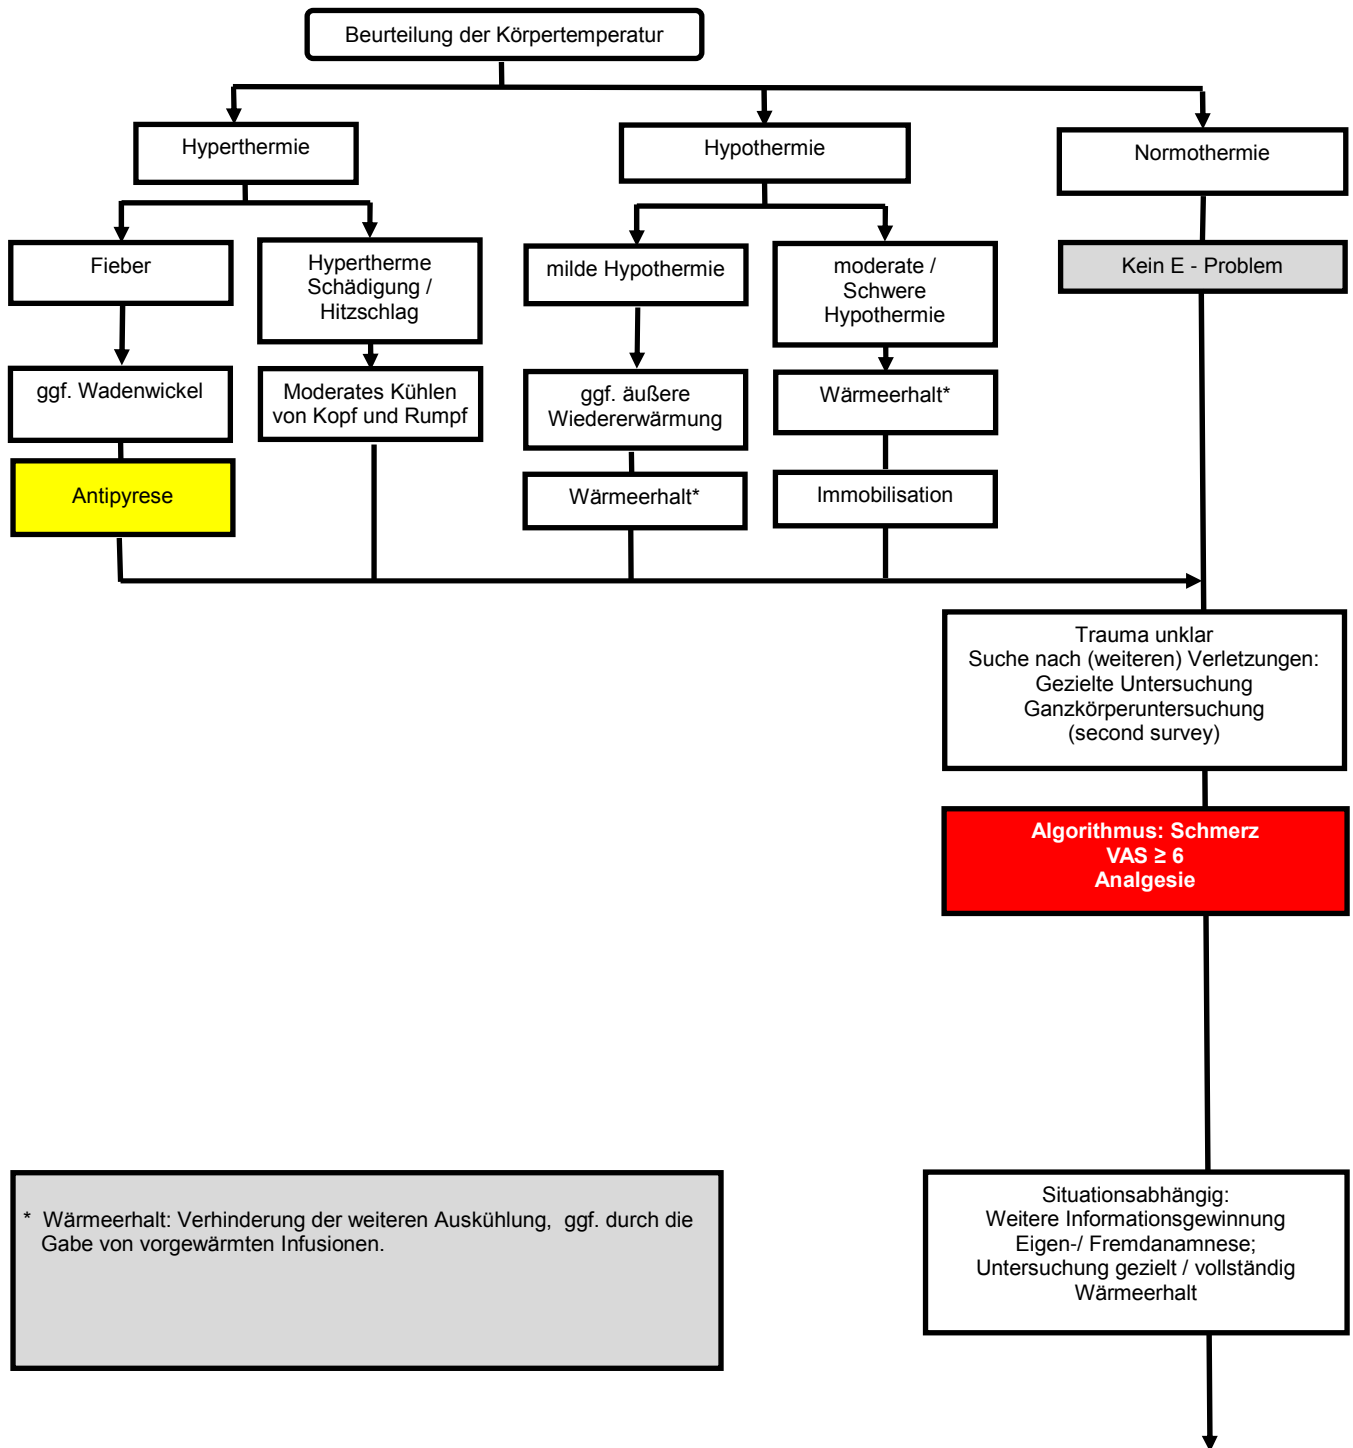 Beurteilung der Körpertemperatur
Hyperthermie
Hypothermie
Normothermie
Fieber
Hypertherme
Schädigung /
Hitzschlag
milde Hypothermie
moderate /
Schwere
Hypothermie
Kein E - Problem
ggf. Wadenwickel
Moderates Kühlen
von Kopf und Rumpf
ggf. äußere
Wiedererwärmung
Wärmeerhalt*
Antipyrese
Wärmeerhalt*
Immobilisation
Trauma unklar
Suche nach (weiteren) Verletzungen:
Gezielte Untersuchung
Ganzkörperuntersuchung
(second survey)
Algorithmus: Schmerz
VAS ≥ 6
Analgesie
* Wärmeerhalt: Verhinderung der weiteren Auskühlung, ggf. durch die
Gabe von vorgewärmten Infusionen.
Situationsabhängig:
Weitere Informationsgewinnung
Eigen-/ Fremdanamnese;
Untersuchung gezielt / vollständig
Wärmeerhalt